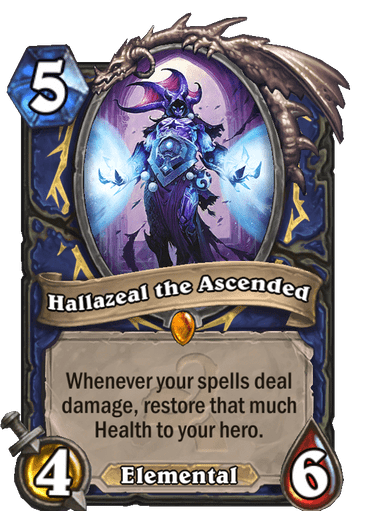 5
Hallazeal the Ascended
Whenever your spells deal
damage, restore that much
Health to your hero.
4
Elemental
6